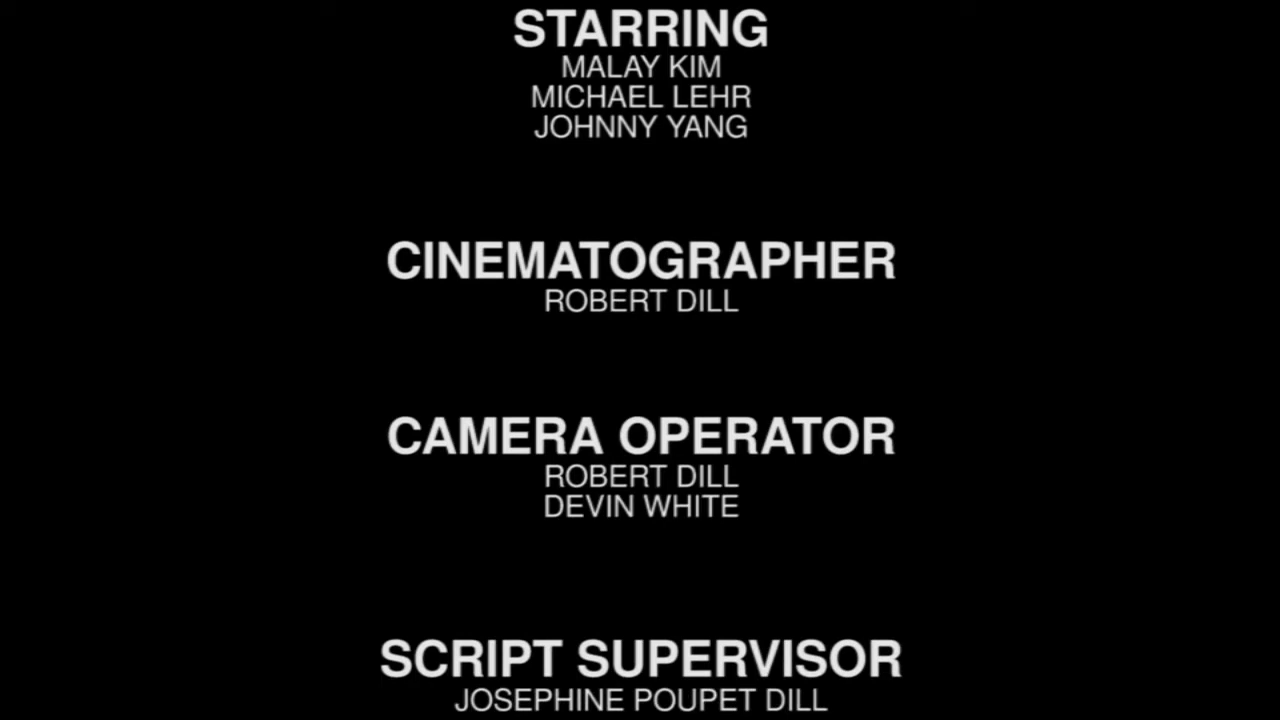 STARRING
MALAY KIM
MICHAEL LEHR
JOHNNY YANG
CINEMATOGRAPHER
ROBERT DILL
CAMERA OPERATOR
ROBERT DILL
DEVIN WHITE
SCRIPT SUPERVISOR
JOSEPHINE POUPET DILL